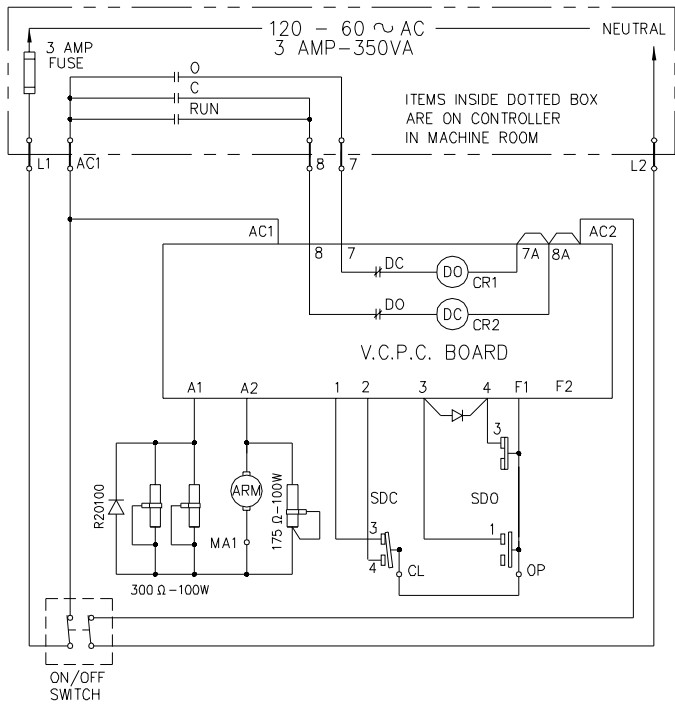 120 - 60 ~ AC
3 AMP-350VA
NEUTRAL
3 AMP
FUSE
O
C
RUN
ITEMS INSIDE DOTTED BOX
ARE ON CONTROLLER
IN MACHINE ROOM
L1
AC1
8
7
L2
AC1
AC2
8
7
7A
8A
DC
DO
CR1
DO
DC
CR2
V.C.P.C. BOARD
A1
A2
1
2
3
4
F1
F2
3
R20100
ARM
175 Ω-100W
SDC
SDO
3
1
MA1
4
CL
OP
300 Ω-100W
ON/OFF
SWITCH